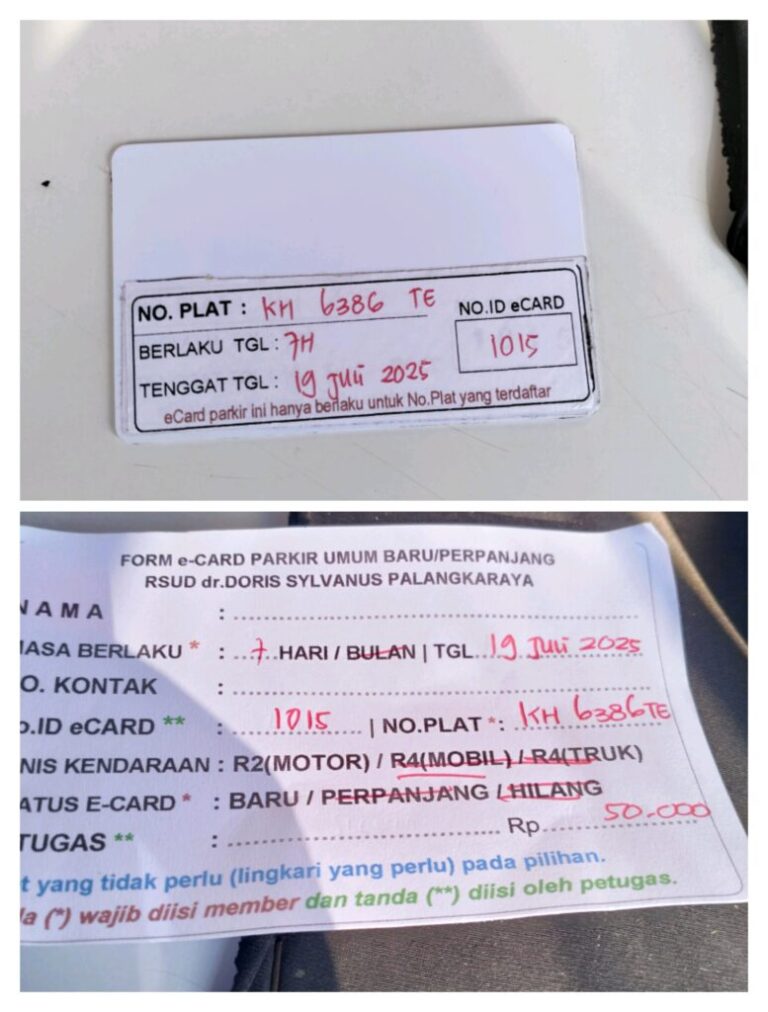 NO. PLAT : KH 6386 TE
NO.ID eCARD
BERLAKU TGL : 7H
1015
TENGGAT TGL : 19 Juli 2025
eCard parkir ini hanya berlaku untuk No.Plat yang terdaftar
FORM e-CARD PARKIR UMUM BARU/PERPANJANG
RSUD dr.DORIS SYLVANUS PALANGKARAYA
NAMA :
ASA BERLAKU * : 7 HARI / BULAN | TGL 19 Juli 2025
O. KONTAK :
o.ID eCARD ** : 1015 | NO.PLAT *: KH 6386 TE
NIS KENDARAAN : R2(MOTOR) / R4(MOBIL) / R4(TRUK)
ATUS E-CARD * : BARU / PERPANJANG / HILANG
TUGAS ** : Rp 50.000
t yang tidak perlu (lingkari yang perlu) pada pilihan.
a (*) wajib diisi member dan tanda (**) diisi oleh petugas.